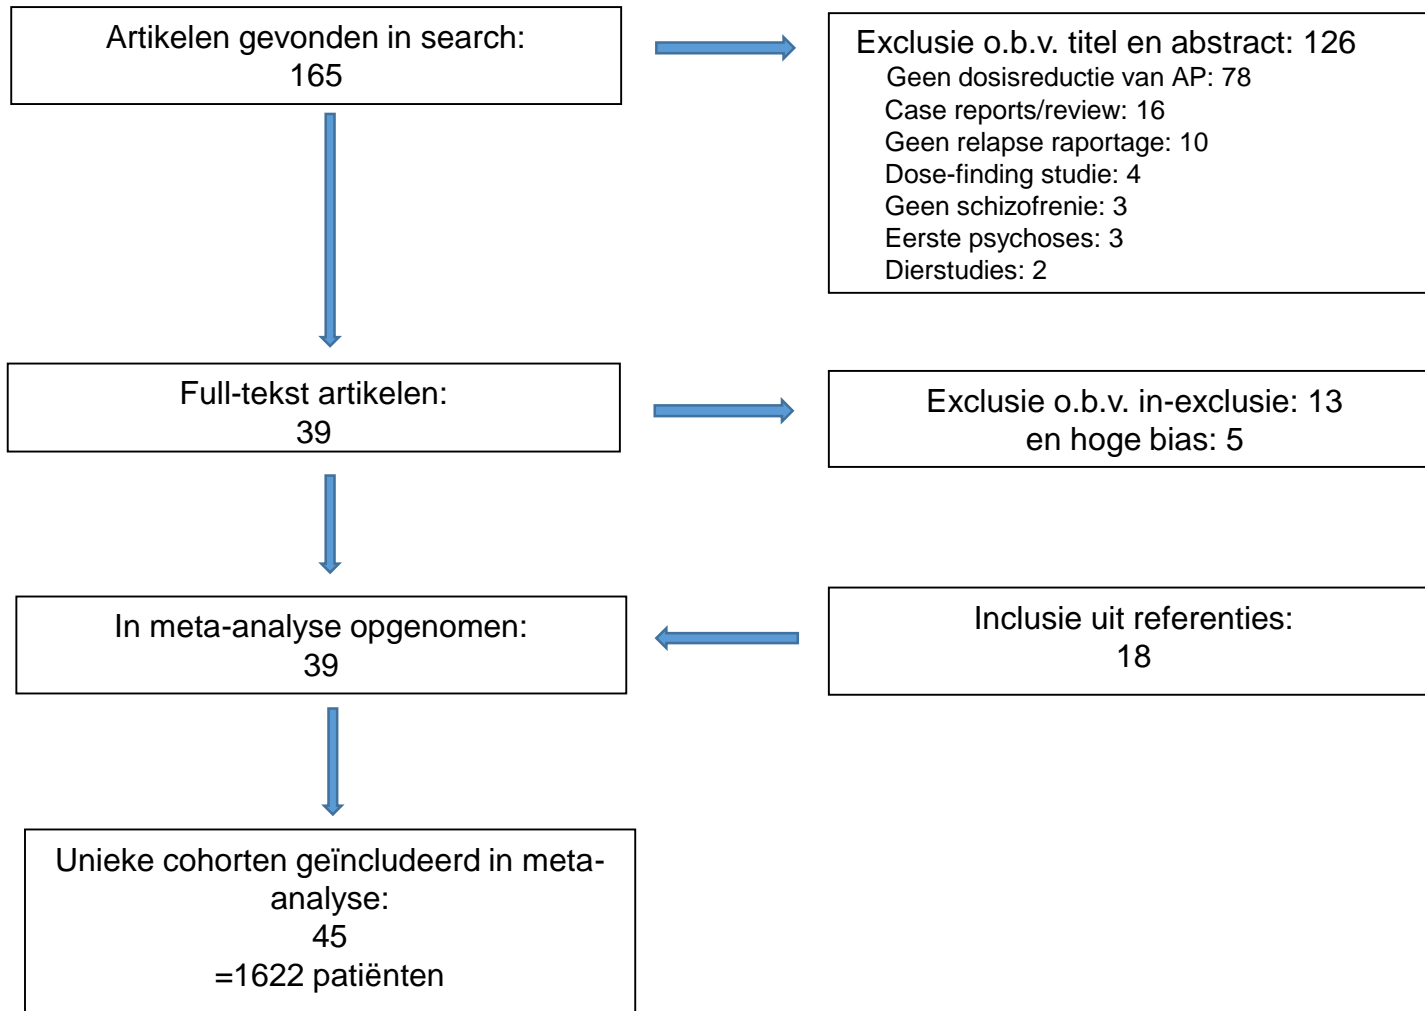 Artikelen gevonden in search:
165
Exclusie o.b.v. titel en abstract: 126
Geen dosisreductie van AP: 78
Case reports/review: 16
Geen relapse raportage: 10
Dose-finding studie: 4
Geen schizofrenie: 3
Eerste psychoses: 3
Dierstudies: 2
Full-tekst artikelen:
39
Exclusie o.b.v. in-exclusie: 13
en hoge bias: 5
In meta-analyse opgenomen:
39
Inclusie uit referenties:
18
Unieke cohorten geïncludeerd in meta-
analyse:
45
=1622 patiënten